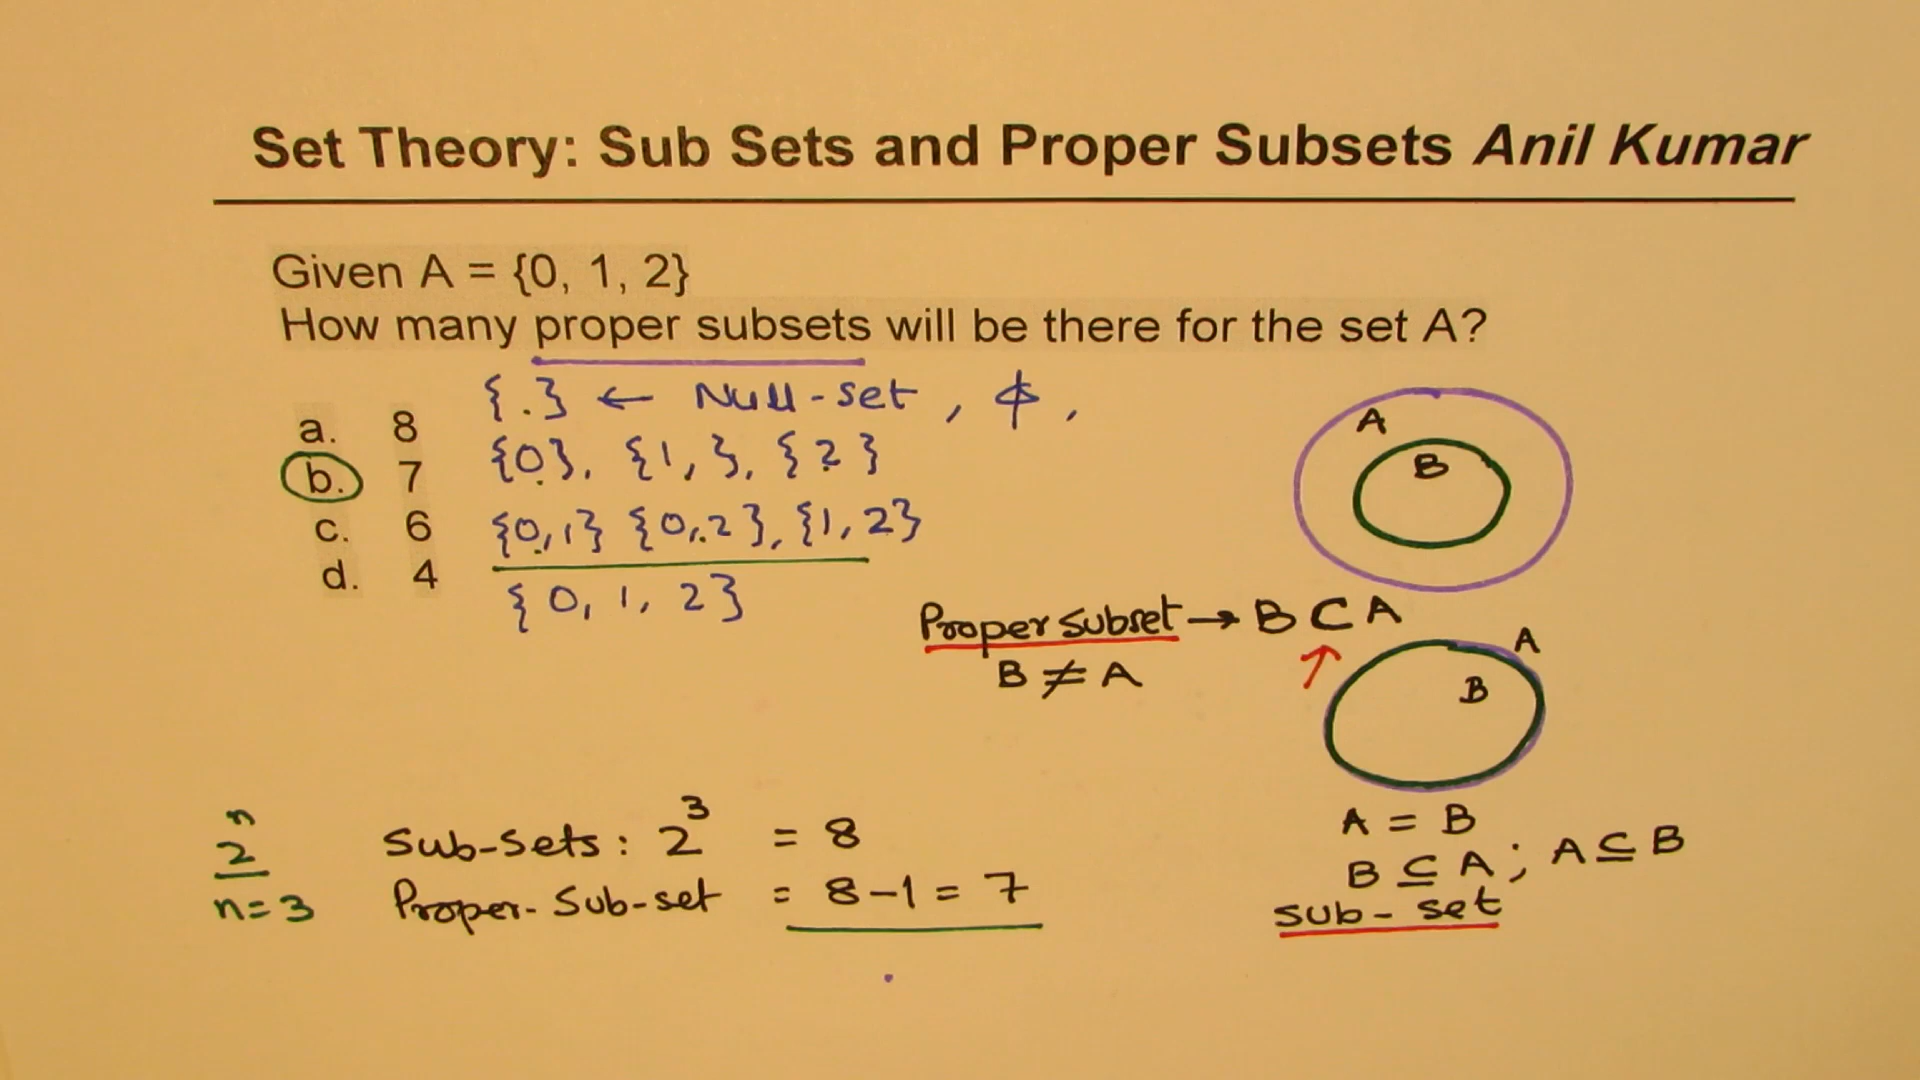 Set Theory: Sub Sets and Proper Subsets Anil Kumar
Given A = {0, 1, 2}
How many proper subsets will be there for the set A?
{.} ← Null-set , ϕ ,
a. 8
{0}, {1,}, {2}
b. 7
{0,1} {0,2}, {1,2}
c. 6
d. 4
{0, 1, 2}
A
B
Proper subset → B ⊂ A
B ≠ A
A
B
A = B
B ⊆ A ; A ⊆ B
sub-set
2ⁿ
n=3
Sub-Sets: 2³ = 8
Proper-Sub-set = 8-1 = 7